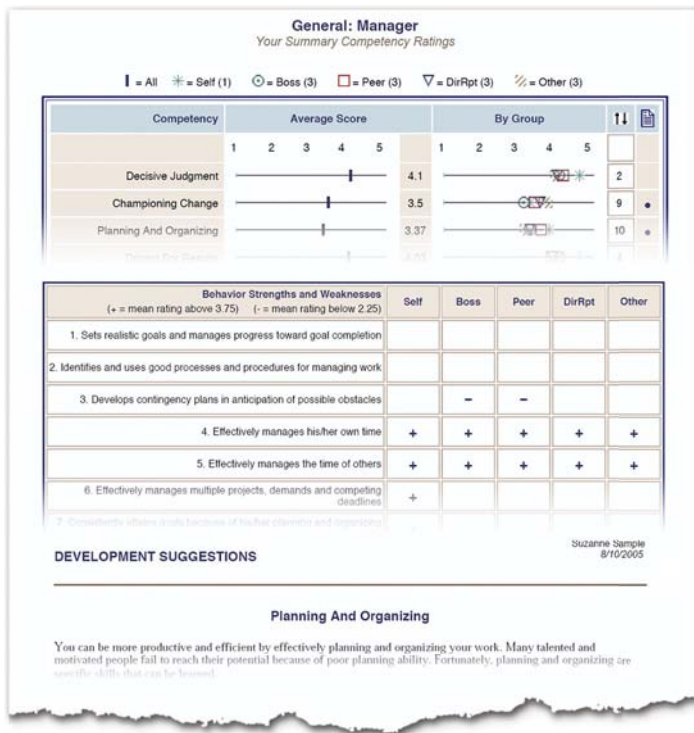 General: Manager
Your Summary Competency Ratings
= All = Self (1) = Boss (3) = Peer (3) = DirRpt (3) = Other (3)
Competency Average Score By Group
1 2 3 4 5 1 2 3 4 5
Decisive Judgment 4.1 2
Championing Change 3.5 9 •
Planning And Organizing 3.37 10 •
Behavior Strengths and Weaknesses
(+ = mean rating above 3.75) (- = mean rating below 2.25) Self Boss Peer DirRpt Other
1. Sets realistic goals and manages progress toward goal completion
2. Identifies and uses good processes and procedures for managing work
3. Develops contingency plans in anticipation of possible obstacles - -
4. Effectively manages his/her own time + + + + +
5. Effectively manages the time of others + + + + +
6. Effectively manages multiple projects, demands and competing
deadlines +
Suzanne Sample
8/10/2005
DEVELOPMENT SUGGESTIONS
Planning And Organizing
You can be more productive and efficient by effectively planning and organizing your work. Many talented and
motivated people fail to reach their potential because of poor planning ability. Fortunately, planning and organizing are
specific skills that can be learned.